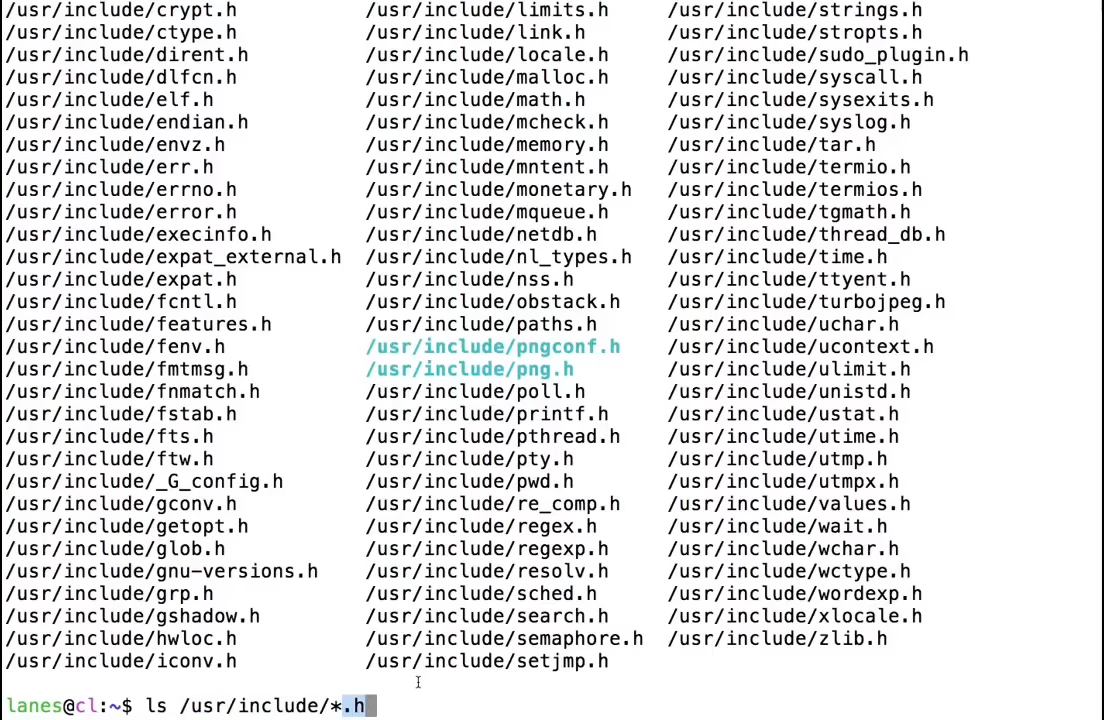 /usr/include/crypt.h /usr/include/limits.h /usr/include/strings.h
/usr/include/ctype.h /usr/include/link.h /usr/include/stropts.h
/usr/include/dirent.h /usr/include/locale.h /usr/include/sudo_plugin.h
/usr/include/dlfcn.h /usr/include/malloc.h /usr/include/syscall.h
/usr/include/elf.h /usr/include/math.h /usr/include/sysexits.h
/usr/include/endian.h /usr/include/mcheck.h /usr/include/syslog.h
/usr/include/envz.h /usr/include/memory.h /usr/include/tar.h
/usr/include/err.h /usr/include/mntent.h /usr/include/termio.h
/usr/include/errno.h /usr/include/monetary.h /usr/include/termios.h
/usr/include/error.h /usr/include/mqueue.h /usr/include/tgmath.h
/usr/include/execinfo.h /usr/include/netdb.h /usr/include/thread_db.h
/usr/include/expat_external.h /usr/include/nl_types.h /usr/include/time.h
/usr/include/expat.h /usr/include/nss.h /usr/include/ttyent.h
/usr/include/fcntl.h /usr/include/obstack.h /usr/include/turbojpeg.h
/usr/include/features.h /usr/include/paths.h /usr/include/uchar.h
/usr/include/fenv.h /usr/include/pngconf.h /usr/include/ucontext.h
/usr/include/fmtmsg.h /usr/include/png.h /usr/include/ulimit.h
/usr/include/fnmatch.h /usr/include/poll.h /usr/include/unistd.h
/usr/include/fstab.h /usr/include/printf.h /usr/include/ustat.h
/usr/include/fts.h /usr/include/pthread.h /usr/include/utime.h
/usr/include/ftw.h /usr/include/pty.h /usr/include/utmp.h
/usr/include/_G_config.h /usr/include/pwd.h /usr/include/utmpx.h
/usr/include/gconv.h /usr/include/re_comp.h /usr/include/values.h
/usr/include/getopt.h /usr/include/regex.h /usr/include/wait.h
/usr/include/glob.h /usr/include/regexp.h /usr/include/wchar.h
/usr/include/gnu-versions.h /usr/include/resolv.h /usr/include/wctype.h
/usr/include/grp.h /usr/include/sched.h /usr/include/wordexp.h
/usr/include/gshadow.h /usr/include/search.h /usr/include/xlocale.h
/usr/include/hwloc.h /usr/include/semaphore.h /usr/include/zlib.h
/usr/include/iconv.h /usr/include/setjmp.h
lanes@cl:~$ ls /usr/include/*.h